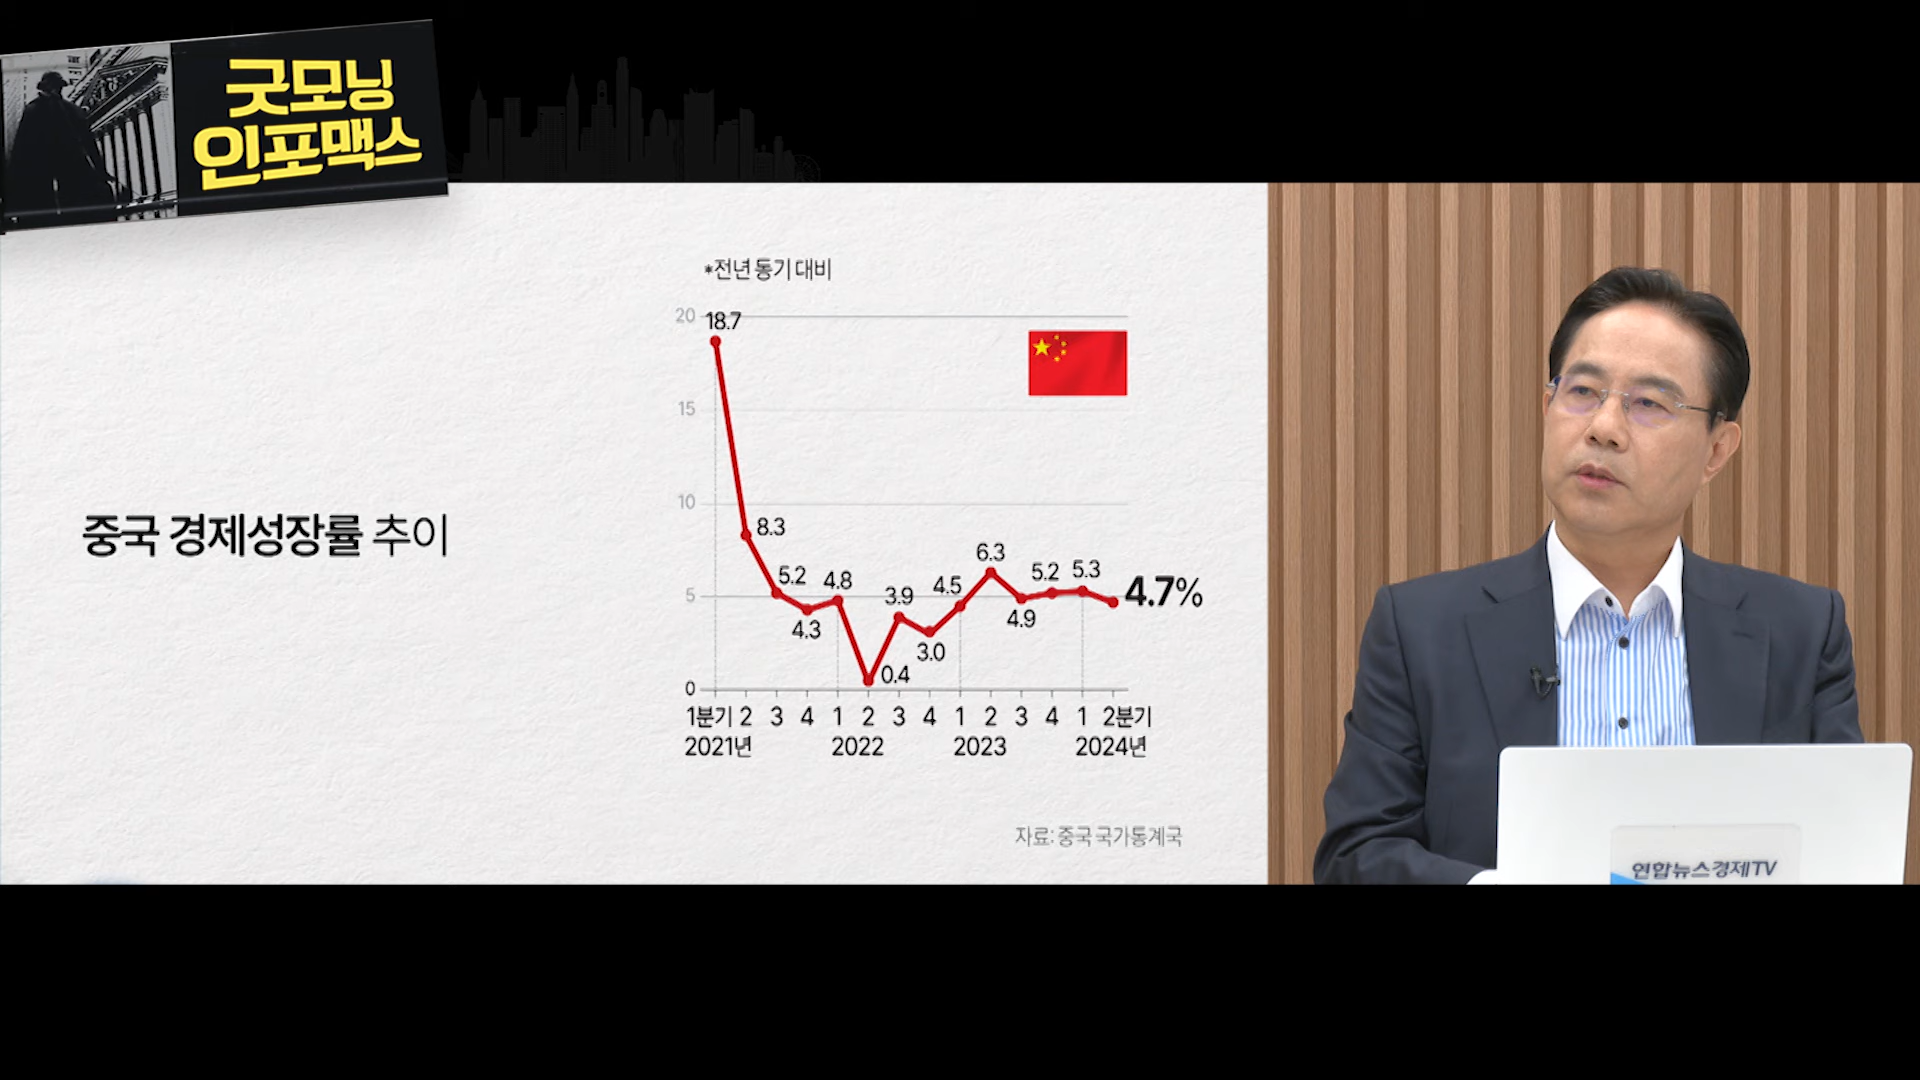 굿모닝
인포맥스
*전년 동기 대비
20
18.7
15
10
8.3
5.2
4.8
4.3
0.4
3.9
3.0
4.5
6.3
4.9
5.2
5.3
4.7%
5
0
1분기 2 3 4 1 2 3 4 1 2 3 4 1 2분기
2021년 2022 2023 2024년
중국 경제성장률 추이
자료: 중국 국가통계국
연합뉴스경제TV